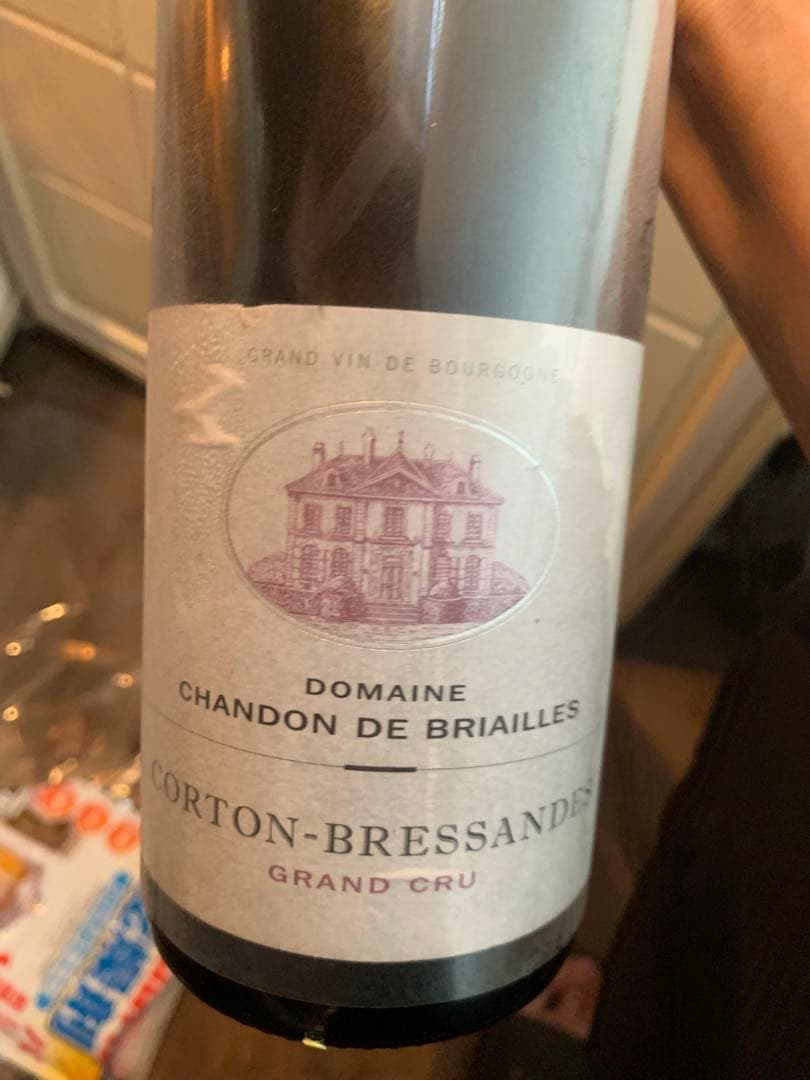 GRAND VIN DE BOURGOGNE
DOMAINE
CHANDON DE BRIAILLES
CORTON-BRESSANDES
GRAND CRU